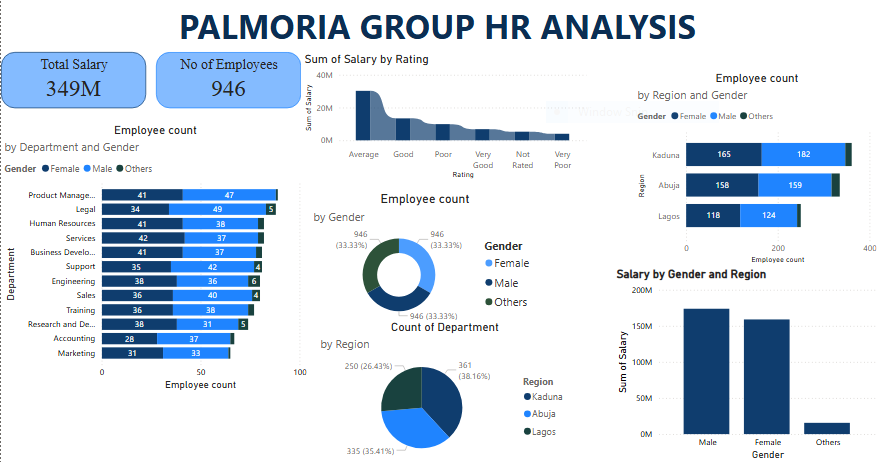 PALMORIA GROUP HR ANALYSIS
Total Salary
349M
No of Employees
946
Employee count
by Department and Gender
Gender Female Male Others
Department
Product Manage... 41 47
Legal 34 49 5
Human Resources 41 38
Services 42 37
Business Develo... 41 37
Support 35 42 4
Engineering 38 36 6
Sales 36 40 4
Training 36 38
Research and De... 38 31 5
Accounting 28 37
Marketing 31 33
0 50 100
Employee count
Sum of Salary by Rating
Sum of Salary
40M
20M
0M
Average Good Poor Very Good Not Rated Very Poor
Rating
Employee count
by Gender
946 (33.33%)
946 (33.33%)
946 (33.33%)
Gender
Female
Male
Others
Count of Department
by Region
250 (26.43%)
361 (38.16%)
335 (35.41%)
Region
Kaduna
Abuja
Lagos
Employee count
by Region and Gender
Gender Female Male Others
Region
Kaduna 165 182
Abuja 158 159
Lagos 118 124
0 200 400
Employee count
Salary by Gender and Region
Sum of Salary
200M
150M
100M
50M
0M
Male Female Others
Gender